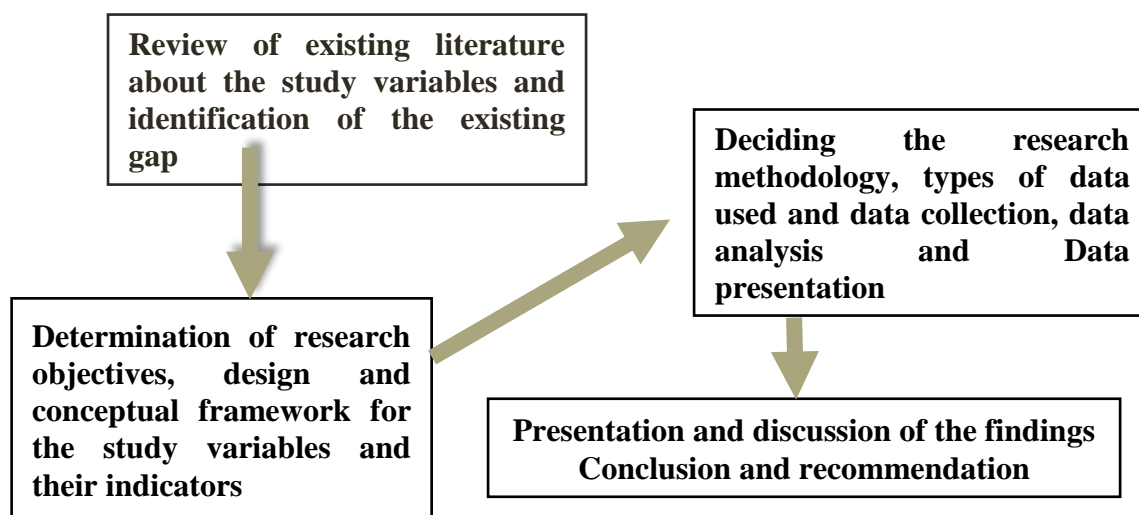 Review of existing literature
about the study variables and
identification of the existing
gap
Determination of research
objectives, design and
conceptual framework for
the study variables and
their indicators
Deciding the research
methodology, types of data
used and data collection, data
analysis and Data
presentation
Presentation and discussion of the findings
Conclusion and recommendation